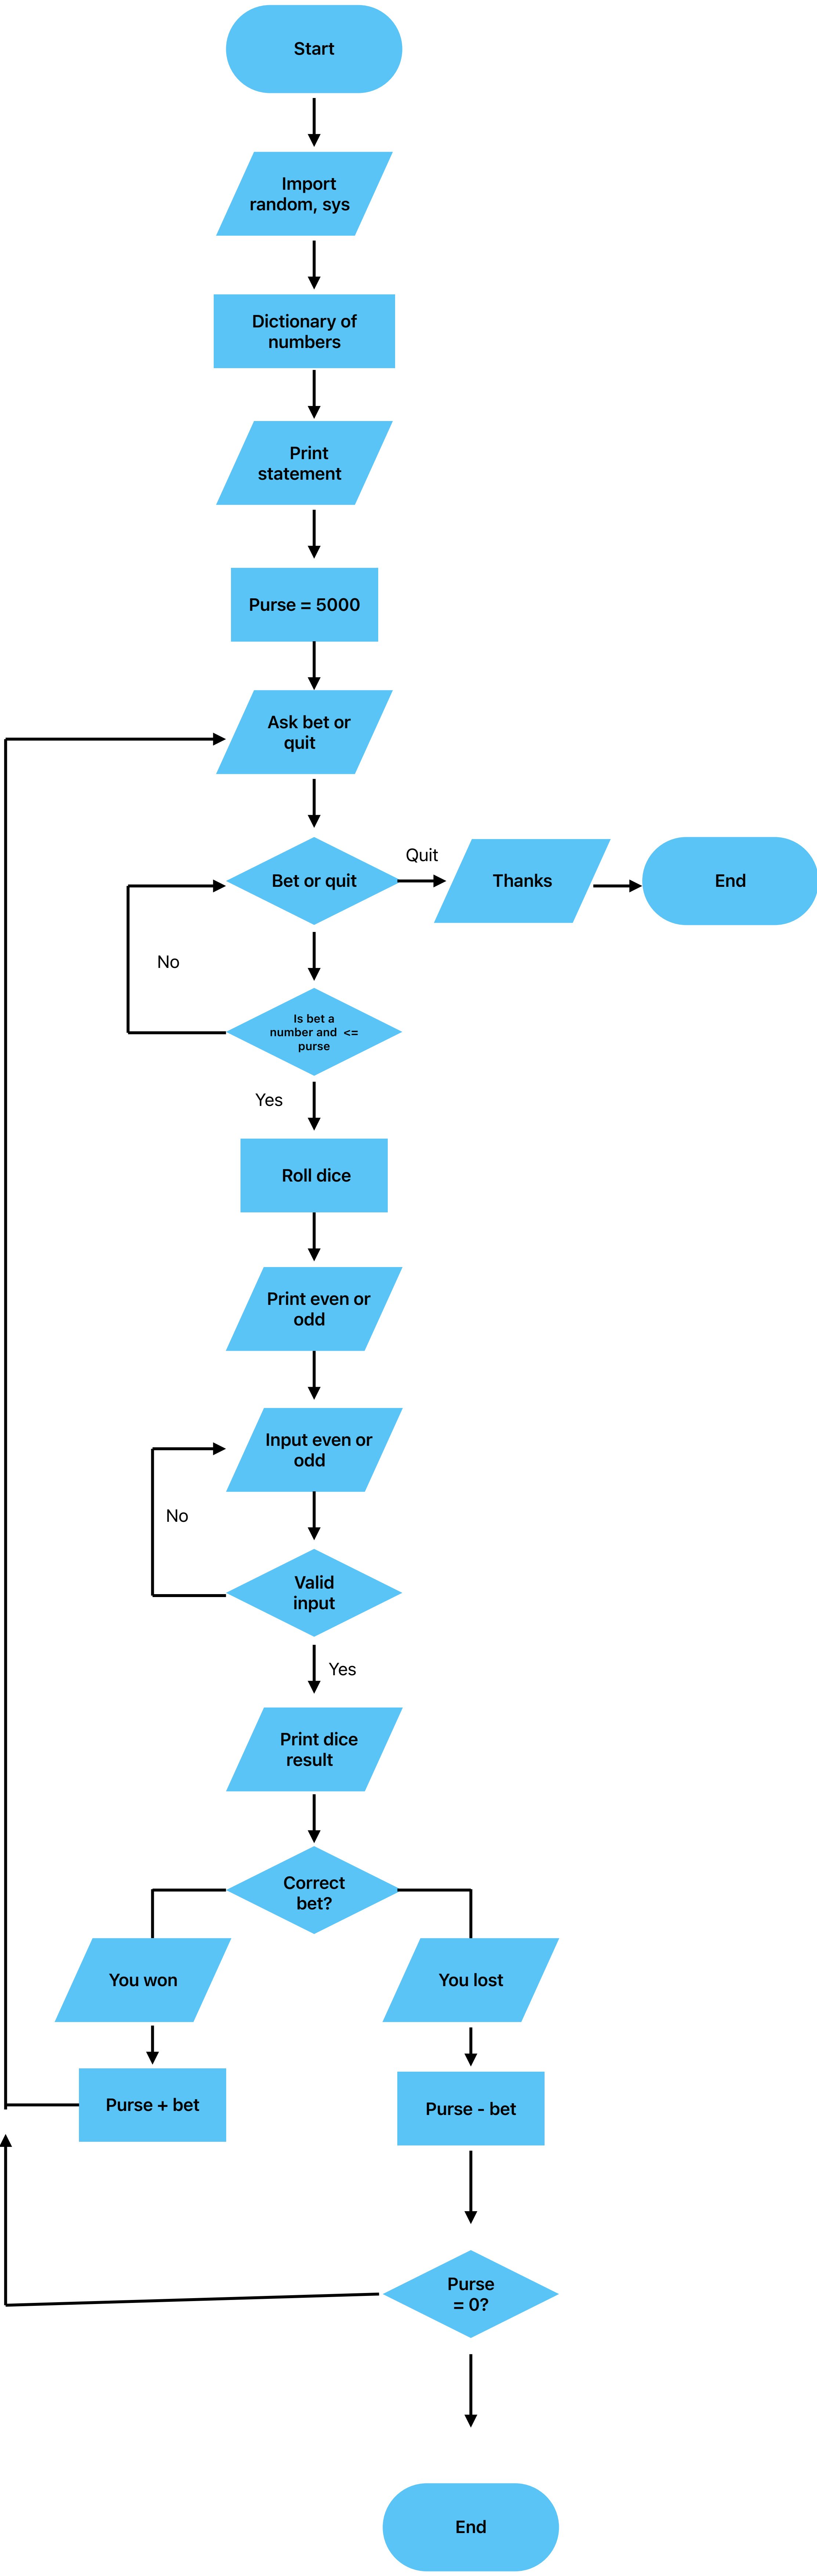 Start
Import
random, sys
Dictionary of
numbers
Print
statement
Purse = 5000
Ask bet or
quit
Bet or quit
Quit
Thanks
End
No
Is bet a
number and <=
purse
Yes
Roll dice
Print even or
odd
Input even or
odd
No
Valid
input
Yes
Print dice
result
Correct
bet?
You won
You lost
Purse + bet
Purse - bet
Purse
= 0?
End